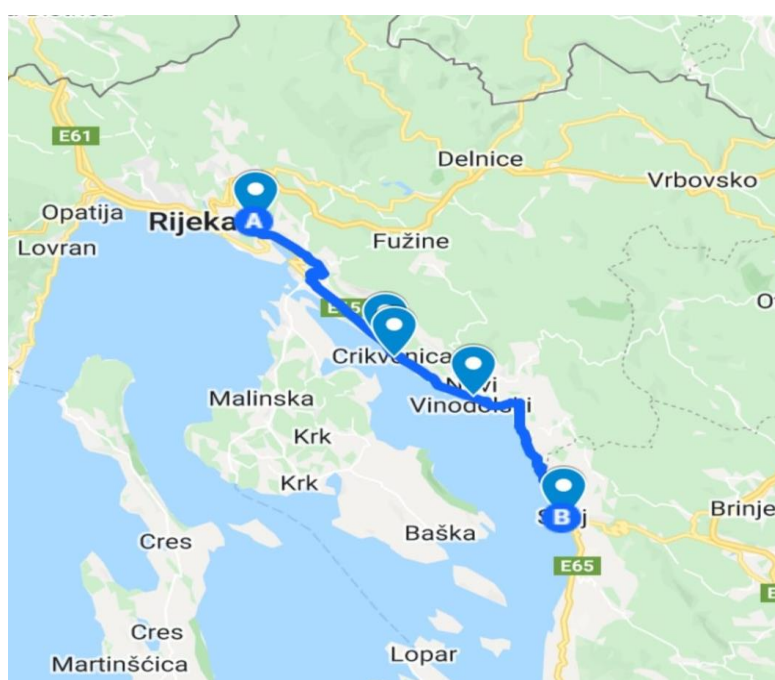 E61
Delnice
Vrbovsko
Opatija
Rijeka
A
Lovran
Fužine
Crikvenica
Novi
Vinodolski
Malinska
Krk
Krk
B
Brinje
Baška
Cres
E65
Cres
Lopar
Martinšćica